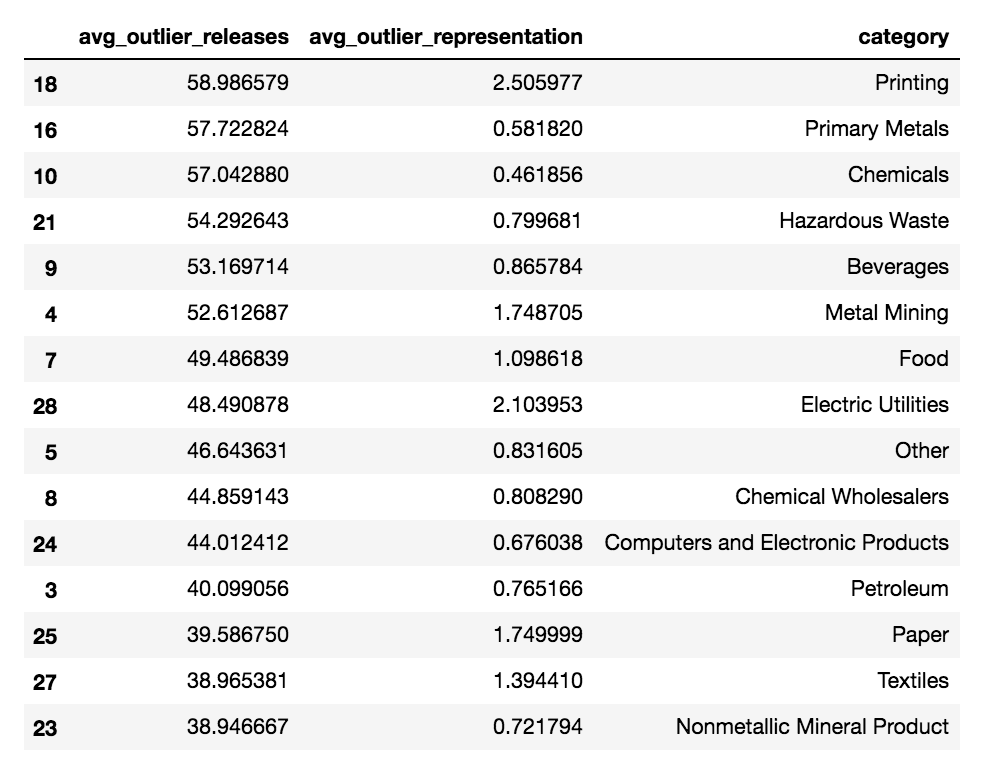 avg_outlier_releases avg_outlier_representation category
18 58.986579 2.505977 Printing
16 57.722824 0.581820 Primary Metals
10 57.042880 0.461856 Chemicals
21 54.292643 0.799681 Hazardous Waste
9 53.169714 0.865784 Beverages
4 52.612687 1.748705 Metal Mining
7 49.486839 1.098618 Food
28 48.490878 2.103953 Electric Utilities
5 46.643631 0.831605 Other
8 44.859143 0.808290 Chemical Wholesalers
24 44.012412 0.676038 Computers and Electronic Products
3 40.099056 0.765166 Petroleum
25 39.586750 1.749999 Paper
27 38.965381 1.394410 Textiles
23 38.946667 0.721794 Nonmetallic Mineral Product